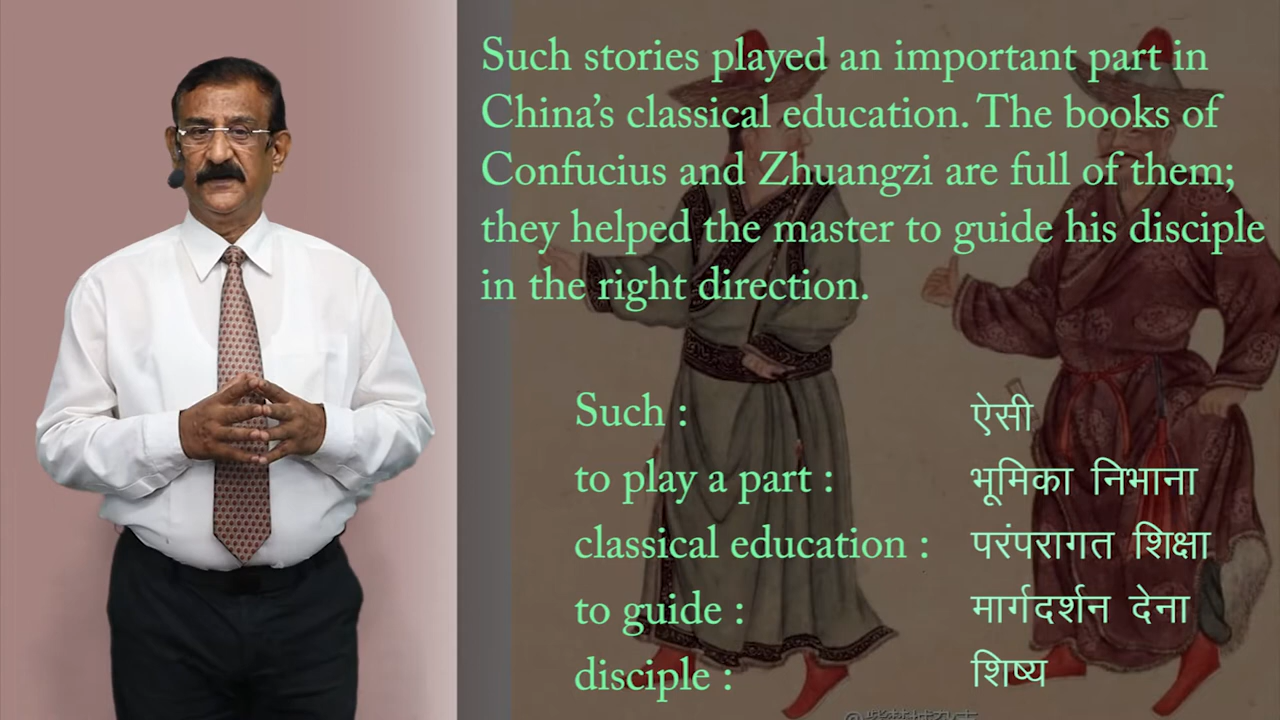 Such stories played an important part in
China's classical education. The books of
Confucius and Zhuangzi are full of them;
they helped the master to guide his disciple
in the right direction.
Such : ऐसी
to play a part : भूमिका निभाना
classical education : परंपरागत शिक्षा
to guide : मार्गदर्शन देना
disciple : शिष्य